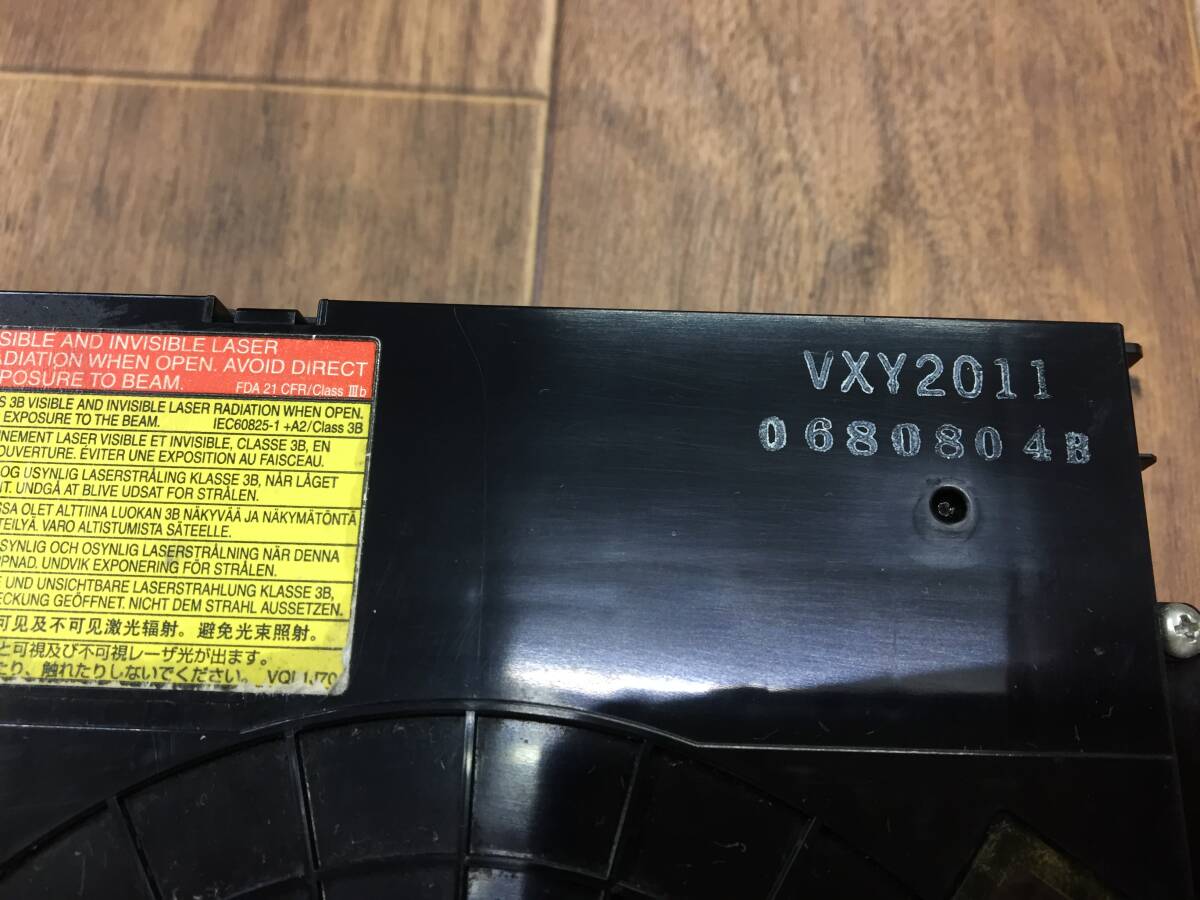 SIBLE AND INVISIBLE LASER
ADIATION WHEN OPEN. AVOID DIRECT
POSURE TO BEAM. FDA 21 CFR/Class Ⅲb
S 3B VISIBLE AND INVISIBLE LASER RADIATION WHEN OPEN.
EXPOSURE TO THE BEAM. IEC60825-1 +A2/Class 3B
NEMENT LASER VISIBLE ET INVISIBLE, CLASSE 3B, EN
OUVERTURE. ÉVITER UNE EXPOSITION AU FAISCEAU.
OG USYNLIG LASERSTRÅLING KLASSE 3B, NÅR LÅGET
NT. UNDGÅ AT BLIVE UDSAT FOR STRÅLEN.
SSA OLET ALTTIINA LUOKAN 3B NÄKYVÄÄ JA NÄKYMÄTÖNTÄ
TEILYÄ. VARO ALTISTUMISTA SÄTEELLE.
SYNLIG OCH OSYNLIG LASERSTRÅLNING NÄR DENNA
PPNAD. UNDVIK EXPONERING FÖR STRÅLEN.
E UND UNSICHTBARE LASERSTRAHLUNG KLASSE 3B,
ECKUNG GEÖFFNET. NICHT DEM STRAHL AUSSETZEN.
可见及不可见激光辐射。避免光束照射。
と可視及び不可視レーザ光が出ます。
たり、触れたりしないでください。
VXY2011
0680804B